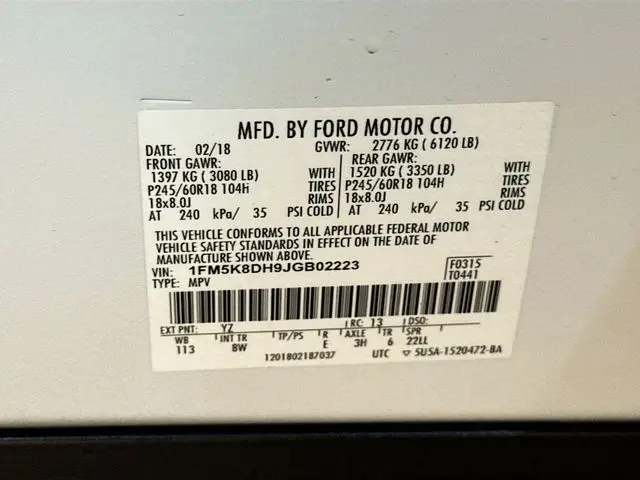 MFD. BY FORD MOTOR CO.
DATE: 02/18 GVWR: 2776 KG ( 6120 LB)
FRONT GAWR: REAR GAWR:
1397 KG ( 3080 LB) WITH 1520 KG ( 3350 LB) WITH
P245/60R18 104H TIRES P245/60R18 104H TIRES
18x8.0J RIMS 18x8.0J RIMS
AT 240 kPa/ 35 PSI COLD AT 240 kPa/ 35 PSI COLD
THIS VEHICLE CONFORMS TO ALL APPLICABLE FEDERAL MOTOR
VEHICLE SAFETY STANDARDS IN EFFECT ON THE DATE OF
MANUFACTURE SHOWN ABOVE.
VIN: 1FM5K8DH9JGB02223 F0315
TYPE: MPV T0441
EXT PNT: YZ RC: 13 DSO:
WB INT TR TP/PS R AXLE TR SPR
113 8W E 3H 6 22LL
1201802187037 UTC ▽ 5U5A-1520472-BA